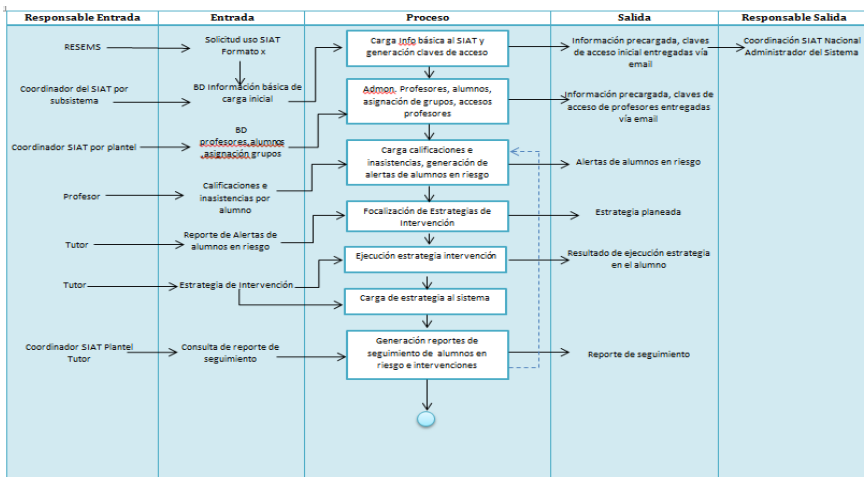 Responsable Entrada
Entrada
Proceso
Salida
Responsable Salida
RESEMS
Solicitud uso SIAT
Formato x
Carga Info básica al SIAT y
generación claves de acceso
Información precargada, claves
de acceso inicial entregadas vía
email
Coordinación SIAT Nacional
Administrador del Sistema
Coordinador del SIAT por
subsistema
BD Información básica de
carga inicial
Admon. Profesores, alumnos,
asignación de grupos, accesos
profesores
Información precargada, claves de
acceso de profesores entregadas
vía email
Coordinador SIAT por plantel
BD
profesores,alumnos
,asignación grupos
Carga calificaciones e
inasistencias, generación de
alertas de alumnos en riesgo
Alertas de alumnos en riesgo
Profesor
Calificaciones e
inasistencias por
alumno
Focalización de Estrategias de
Intervención
Estrategia planeada
Tutor
Reporte de Alertas de
alumnos en riesgo
Ejecución estrategia intervención
Resultado de ejecución estrategia
en el alumno
Tutor
Estrategia de Intervención
Carga de estrategia al sistema
Coordinador SIAT Plantel
Tutor
Consulta de reporte de
seguimiento
Generación reportes de
seguimiento de alumnos en
riesgo e intervenciones
Reporte de seguimiento